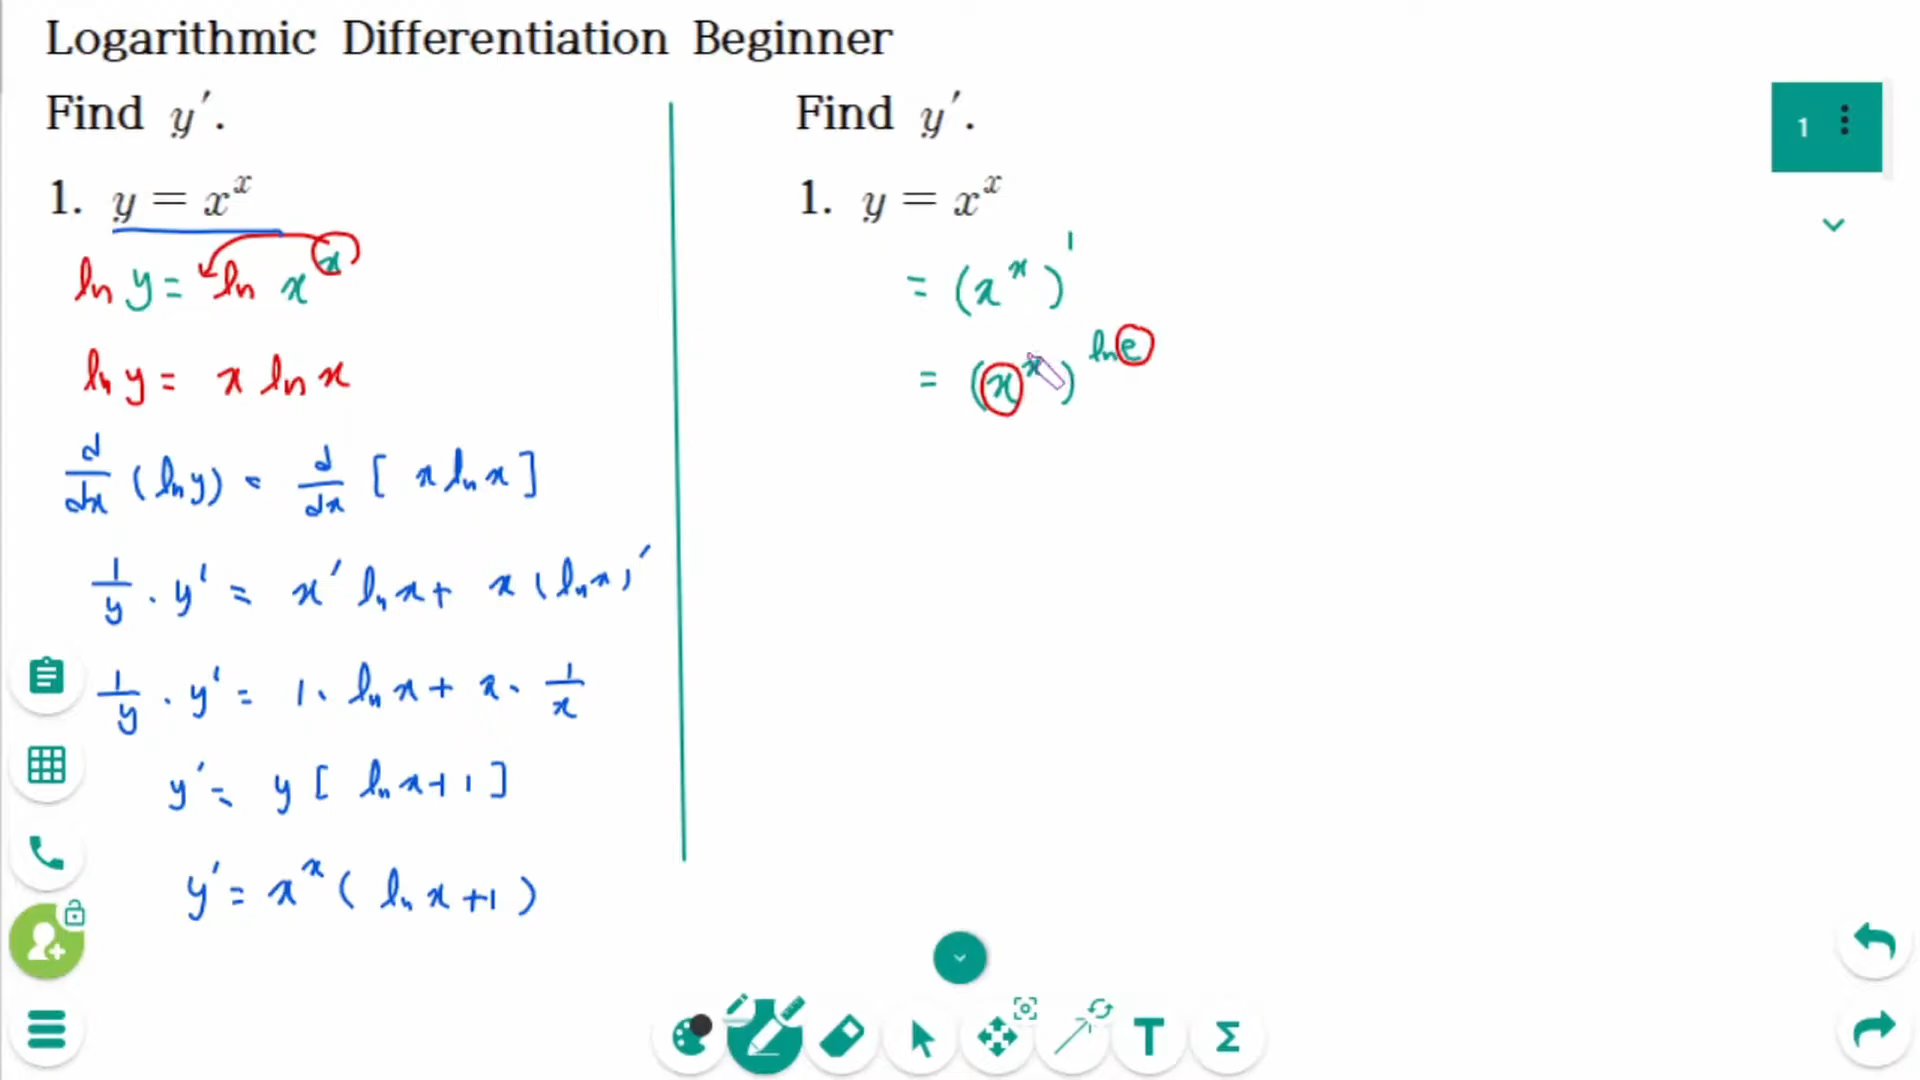 Logarithmic Differentiation Beginner
Find y′.
1. y = x^x
ln y = ln x^x
ln y = x ln x
d/dx (ln y) = d/dx [ x ln x ]
1/y · y′ = x′ ln x + x (ln x)′
1/y · y′ = 1 · ln x + x · 1/x
y′ = y [ ln x + 1 ]
y′ = x^x ( ln x + 1 )
Find y′.
1. y = x^x
= (x^x)^1
= (x^x)^ln e
1
T
Σ